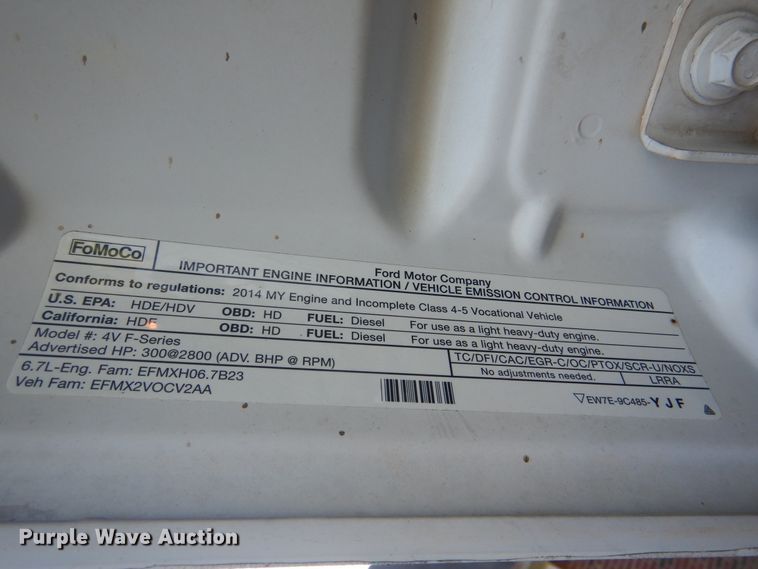 FoMoCo
Ford Motor Company
IMPORTANT ENGINE INFORMATION / VEHICLE EMISSION CONTROL INFORMATION
Conforms to regulations: 2014 MY Engine and Incomplete Class 4-5 Vocational Vehicle
U.S. EPA: HDE/HDV OBD: HD FUEL: Diesel For use as a light heavy-duty engine.
California: HDE OBD: HD FUEL: Diesel For use as a light heavy-duty engine.
Model #: 4V F-Series
Advertised HP: 300@2800 (ADV. BHP @ RPM)
TC/DFI/CAC/EGR-C/OC/PTOX/SCR-U/NOXS
No adjustments needed. LRRA
6.7L-Eng. Fam: EFMXH06.7B23
Veh Fam: EFMX2VOCV2AA
EW7E-9C485-YJF
Purple Wave Auction